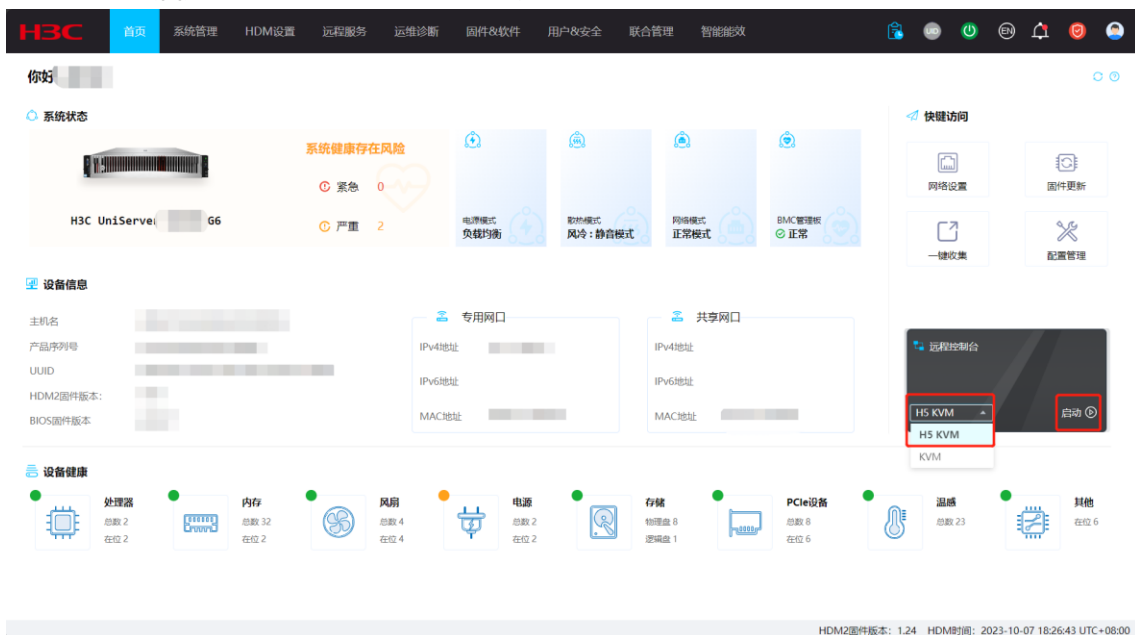 H3C 首页 系统管理 HDM设置 远程服务 运维诊断 固件&软件 用户&安全 联合管理 智能能效 UID EN
你好
系统状态
系统健康存在风险
紧急 0
严重 2
H3C UniServer G6
电源模式
负载均衡
散热模式
风冷：静音模式
网络模式
正常模式
BMC管理板
正常
快键访问
网络设置
固件更新
一键收集
配置管理
设备信息
主机名
产品序列号
UUID
HDM2固件版本:
BIOS固件版本
专用网口
IPv4地址
IPv6地址
MAC地址
共享网口
IPv4地址
IPv6地址
MAC地址
远程控制台
H5 KVM 启动
H5 KVM
KVM
设备健康
处理器
总数 2
在位 2
内存
总数 32
在位 2
风扇
总数 4
在位 4
电源
总数 2
在位 2
存储
物理盘 8
逻辑盘 1
PCIe设备
总数 8
在位 6
温感
总数 23
其他
在位 6
HDM2固件版本: 1.24 HDM时间: 2023-10-07 18:26:43 UTC+08:00